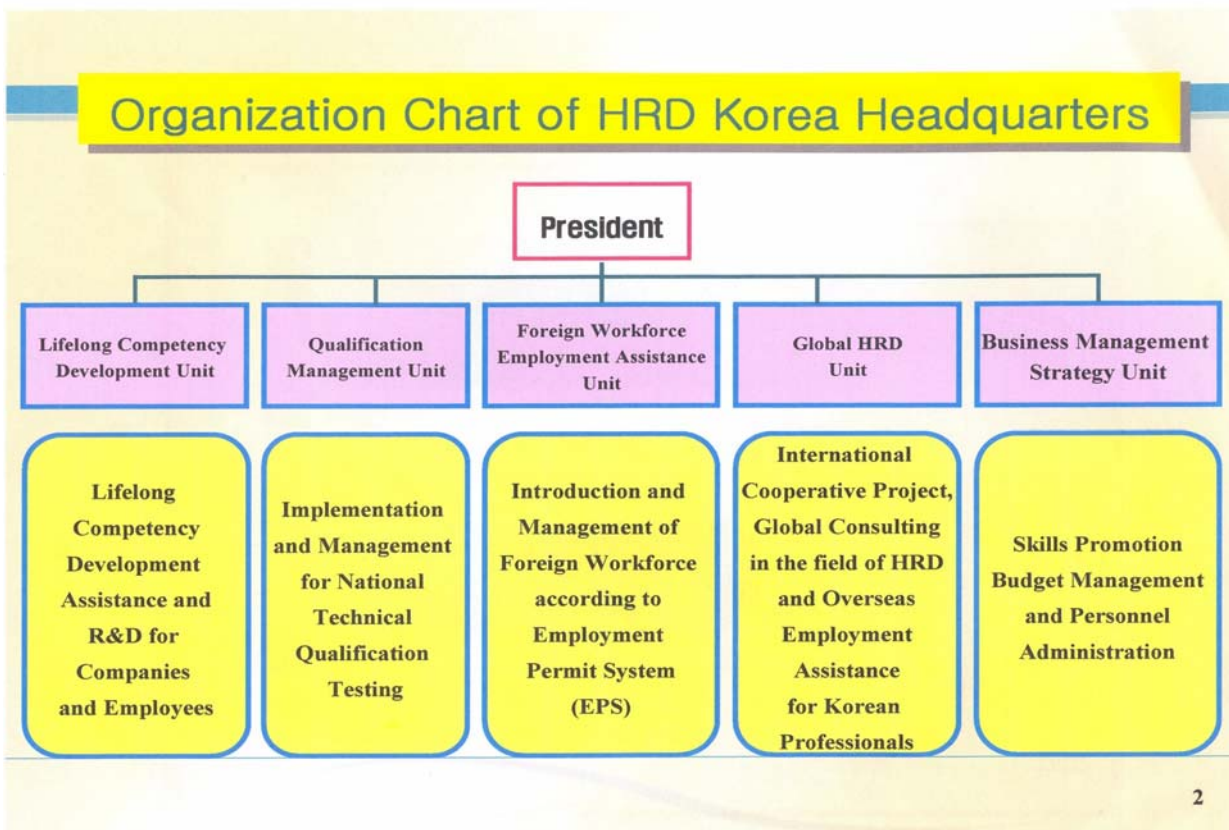 Organization Chart of HRD Korea Headquarters
President
Lifelong Competency
Development Unit
Qualification
Management Unit
Foreign Workforce
Employment Assistance
Unit
Global HRD
Unit
Business Management
Strategy Unit
Lifelong
Competency
Development
Assistance and
R&D for
Companies
and Employees
Implementation
and Management
for National
Technical
Qualification
Testing
Introduction and
Management of
Foreign Workforce
according to
Employment
Permit System
(EPS)
International
Cooperative Project,
Global Consulting
in the field of HRD
and Overseas
Employment
Assistance
for Korean
Professionals
Skills Promotion
Budget Management
and Personnel
Administration
2